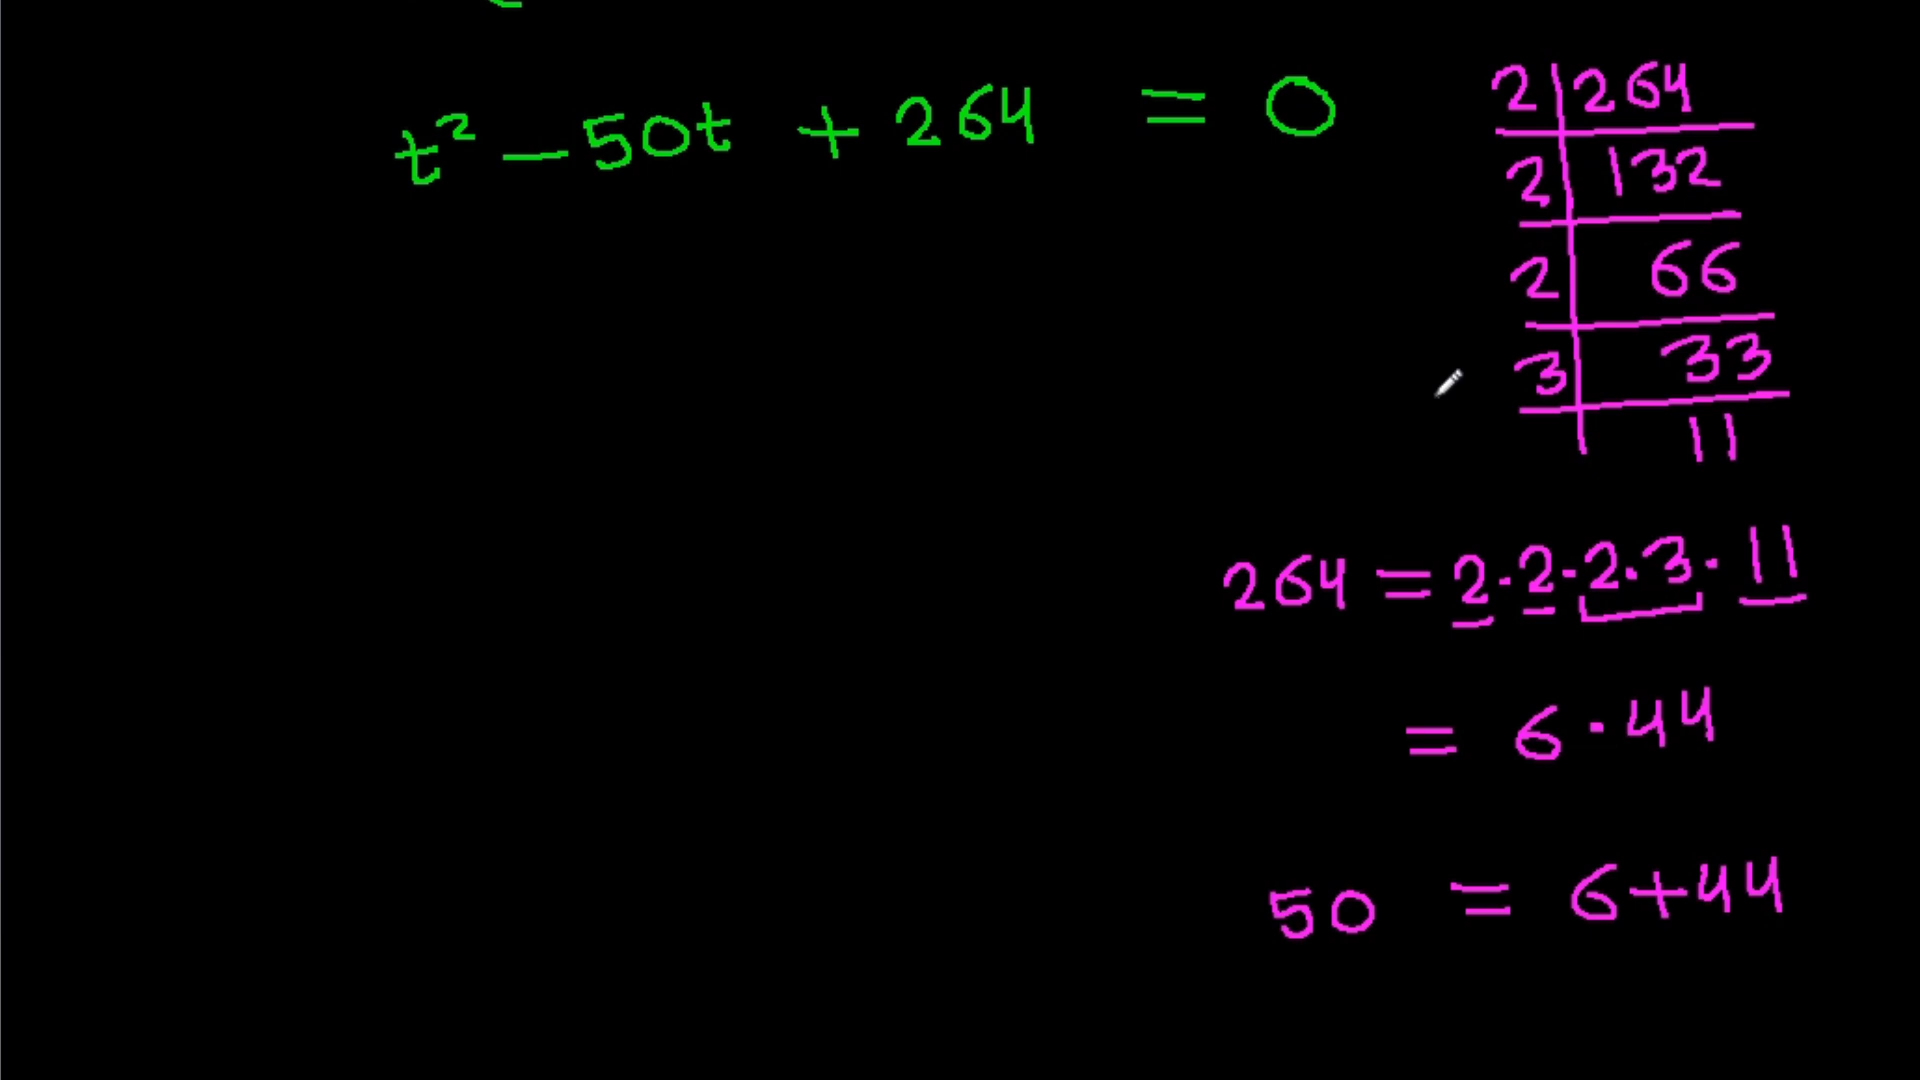 t² – 50t + 264 = 0
2 | 264
2 | 132
2 | 66
3 | 33
11
264 = 2 · 2 · 2 · 3 · 11
= 6 · 44
50 = 6 + 44